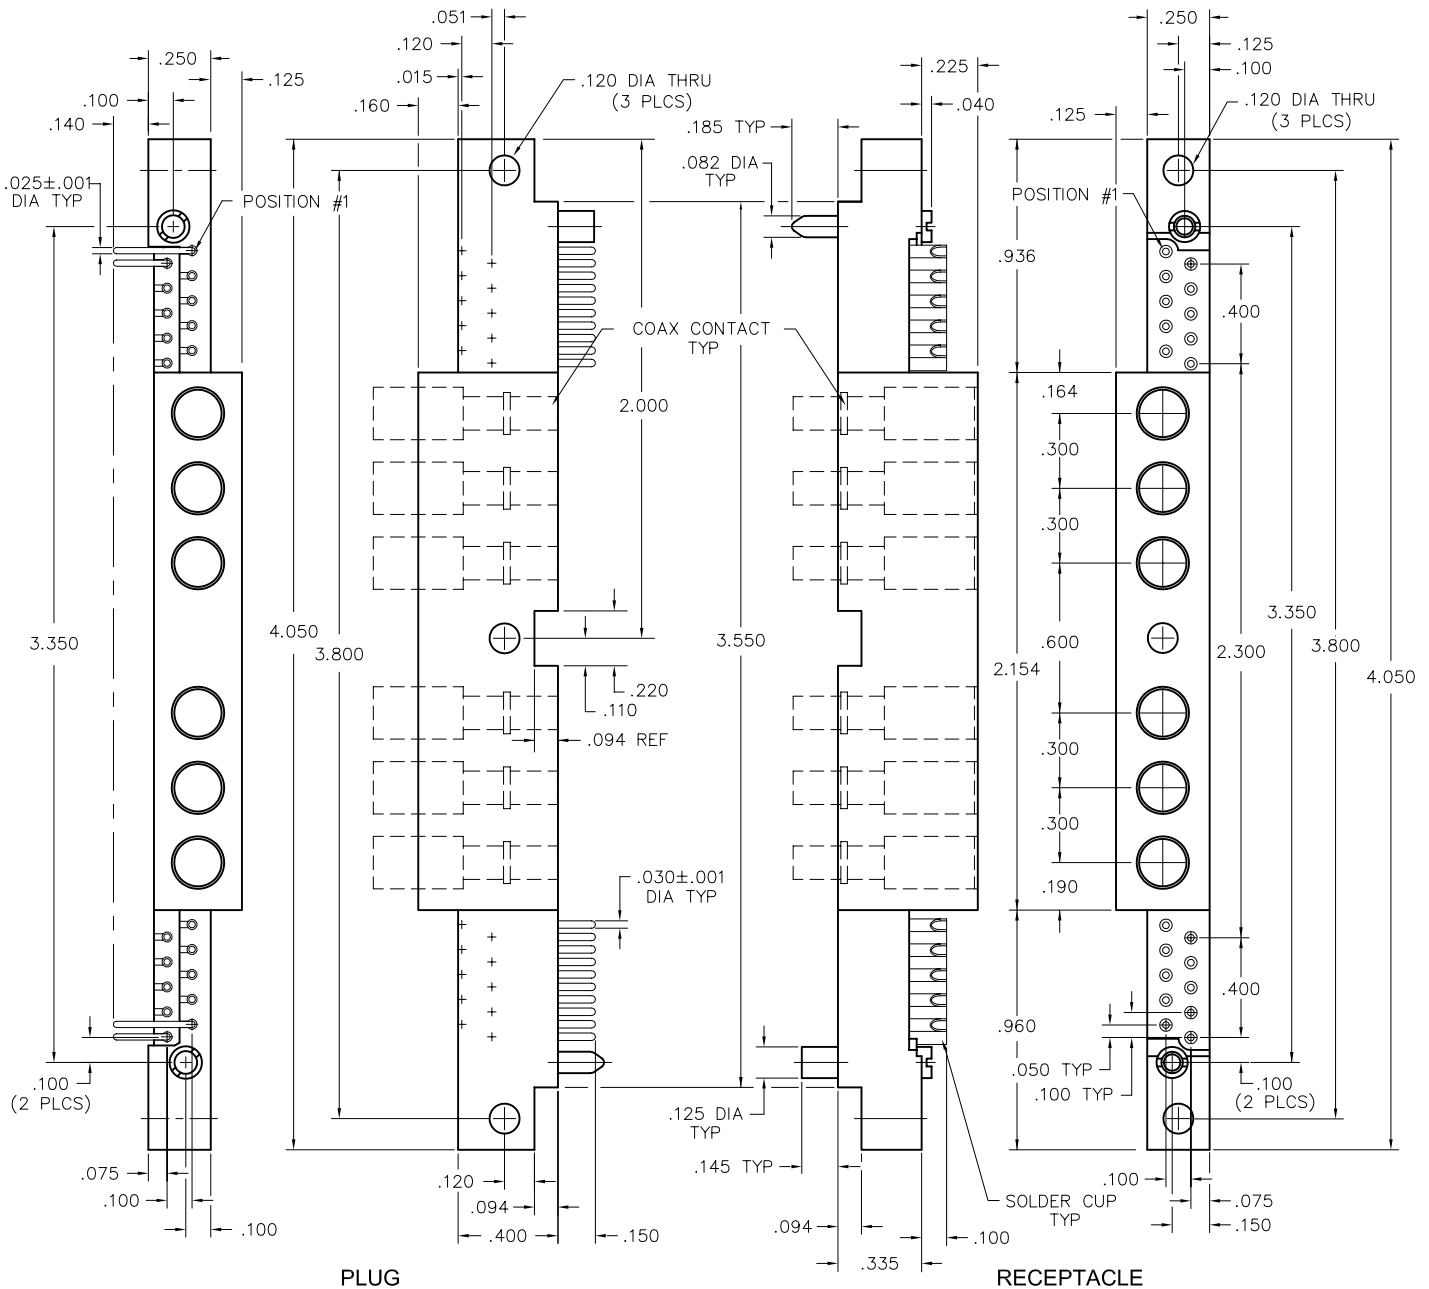 .051
.250
.120
.250
.125
.015
.225
.125
.100
.100
.120 DIA THRU
(3 PLCS)
.160
.040
.120 DIA THRU
(3 PLCS)
.140
.185 TYP
.125
.082 DIA
TYP
.025±.001
DIA TYP
POSITION #1
POSITION #1
.936
.400
COAX CONTACT
TYP
.164
2.000
.300
.300
3.350
4.050
3.800
3.550
.600
2.154
2.300
3.350
3.800
4.050
.220
.110
.094 REF
.300
.300
.030±.001
DIA TYP
.190
.400
.960
.050 TYP
.100 TYP
.100
(2 PLCS)
.100
(2 PLCS)
.125 DIA
TYP
.075
.120
.145 TYP
.100
.100
.075
.094
SOLDER CUP
TYP
.100
.400
.150
.094
.100
.150
.335
PLUG
RECEPTACLE